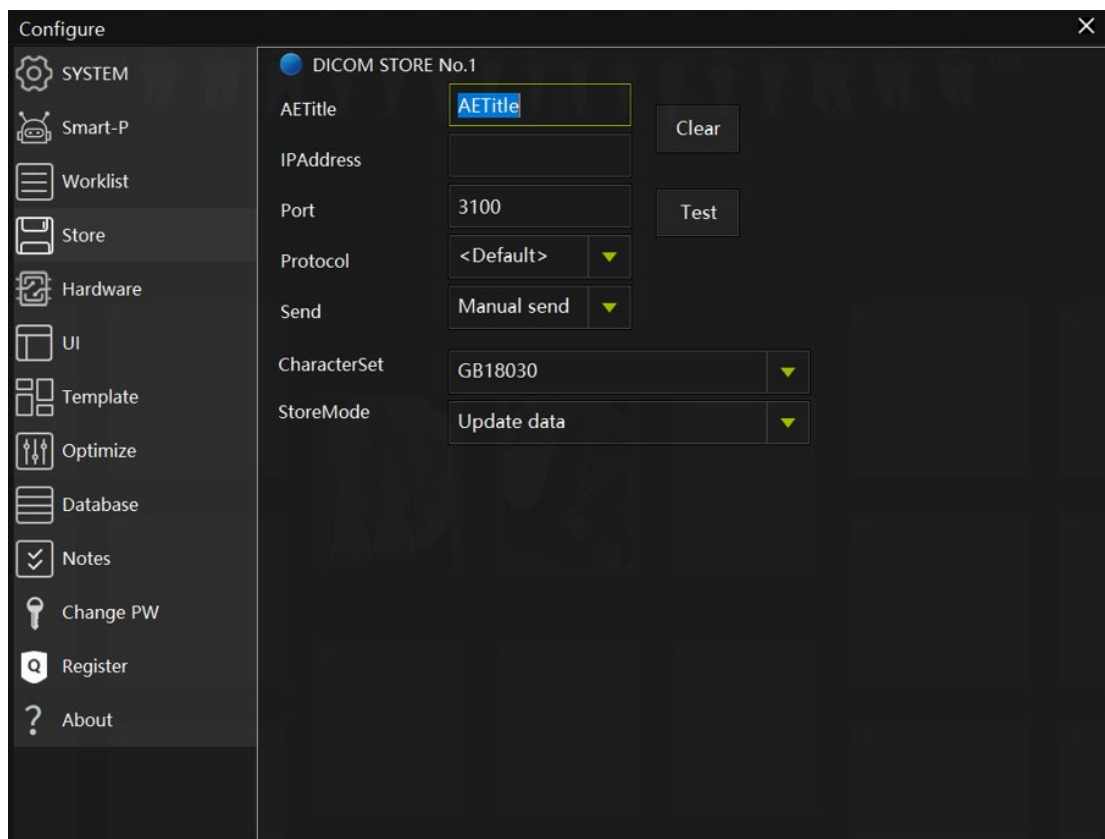 Configure
SYSTEM
Smart-P
Worklist
Store
Hardware
UI
Template
Optimize
Database
Notes
Change PW
Q
Register
? About
DICOM STORE No.1
AETitle AETitle
Clear
IPAddress
Port 3100
Test
Protocol <Default>
Send Manual send
CharacterSet GB18030
StoreMode Update data